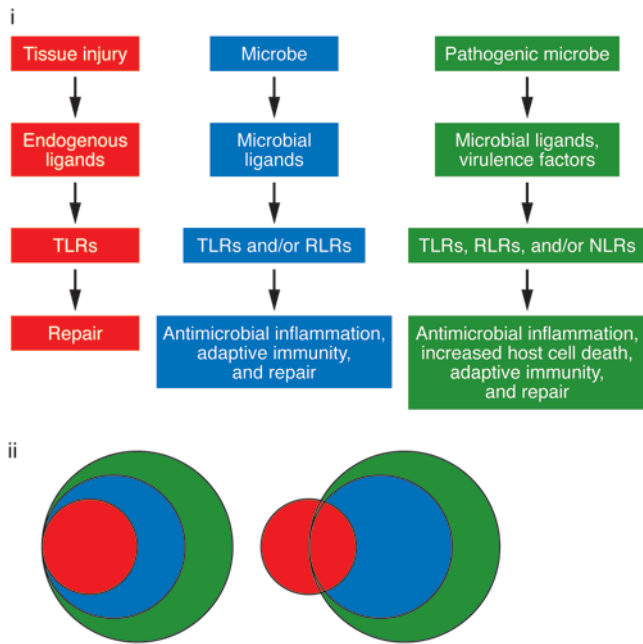 i
Tissue injury
Microbe
Pathogenic microbe
Endogenous
ligands
Microbial
ligands
Microbial ligands,
virulence factors
TLRs
TLRs and/or RLRs
TLRs, RLRs, and/or NLRs
Repair
Antimicrobial inflammation,
adaptive immunity,
and repair
Antimicrobial inflammation,
increased host cell death,
adaptive immunity,
and repair
ii